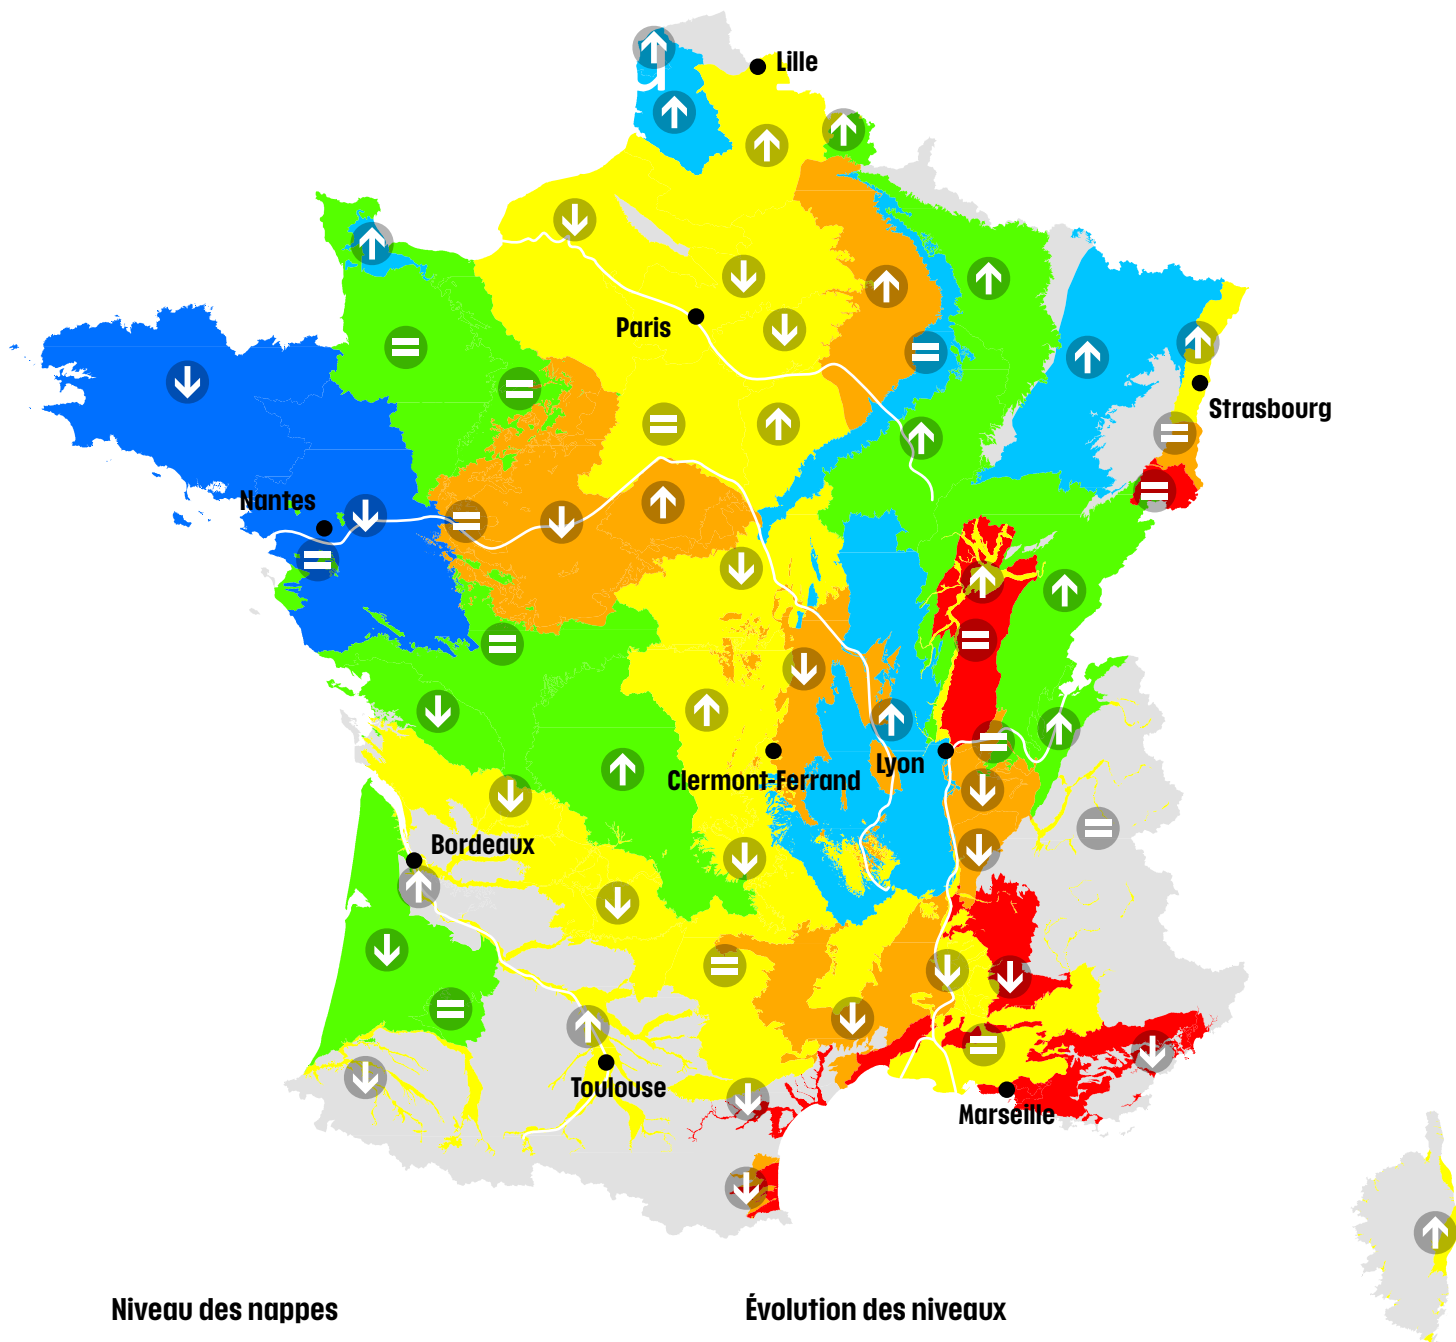 u
Lille
Paris
Strasbourg
Nantes
Clermont-Ferrand
Lyon
Bordeaux
Toulouse
Marseille
Niveau des nappes
Évolution des niveaux